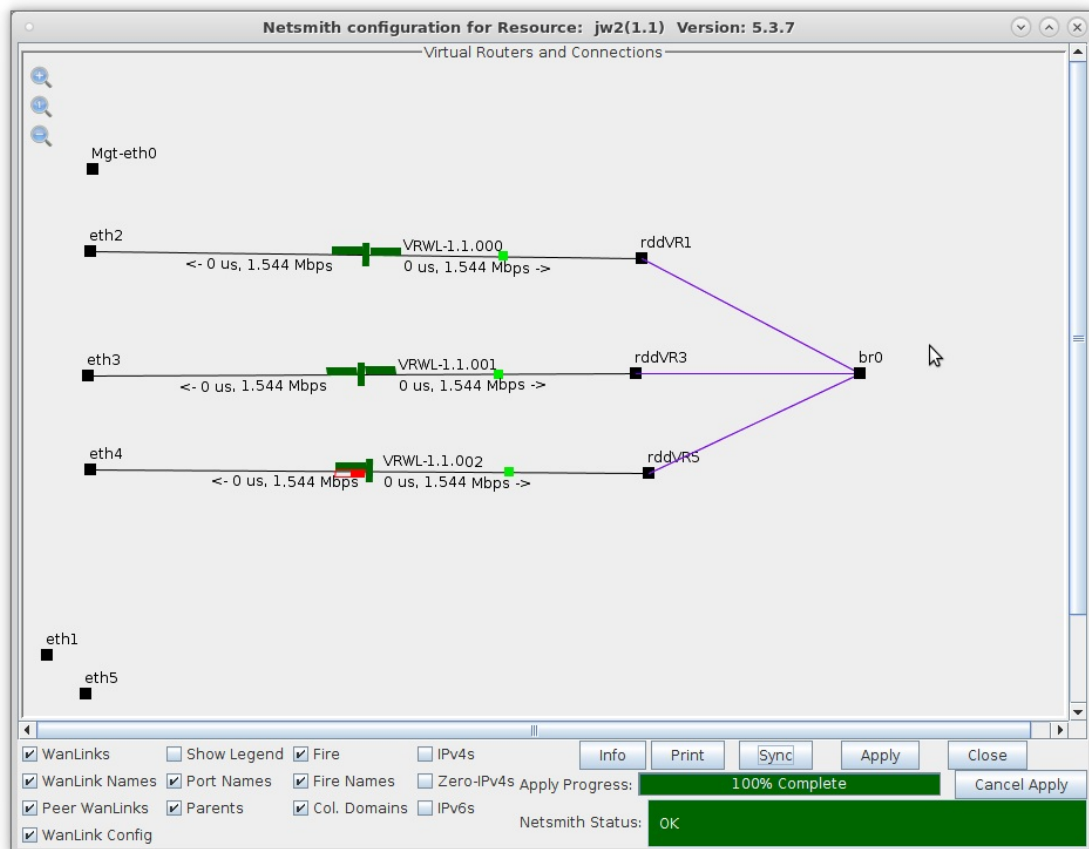 Netsmith configuration for Resource: jw2(1.1) Version: 5.3.7
Virtual Routers and Connections
Mgt-eth0
eth2
VRWL-1.1.000
rddVR1
<- 0 us, 1.544 Mbps
0 us, 1.544 Mbps ->
eth3
VRWL-1.1.001
rddVR3
br0
<- 0 us, 1.544 Mbps
0 us, 1.544 Mbps ->
eth4
VRWL-1.1.002
rddVR5
<- 0 us, 1.544 Mbps
0 us, 1.544 Mbps ->
eth1
eth5
WanLinks
Show Legend
Fire
IPv4s
Info
Print
Sync
Apply
Close
WanLink Names
Port Names
Fire Names
Zero-IPv4s
Apply Progress:
100% Complete
Cancel Apply
Peer WanLinks
Parents
Col. Domains
IPv6s
Netsmith Status:
OK
WanLink Config